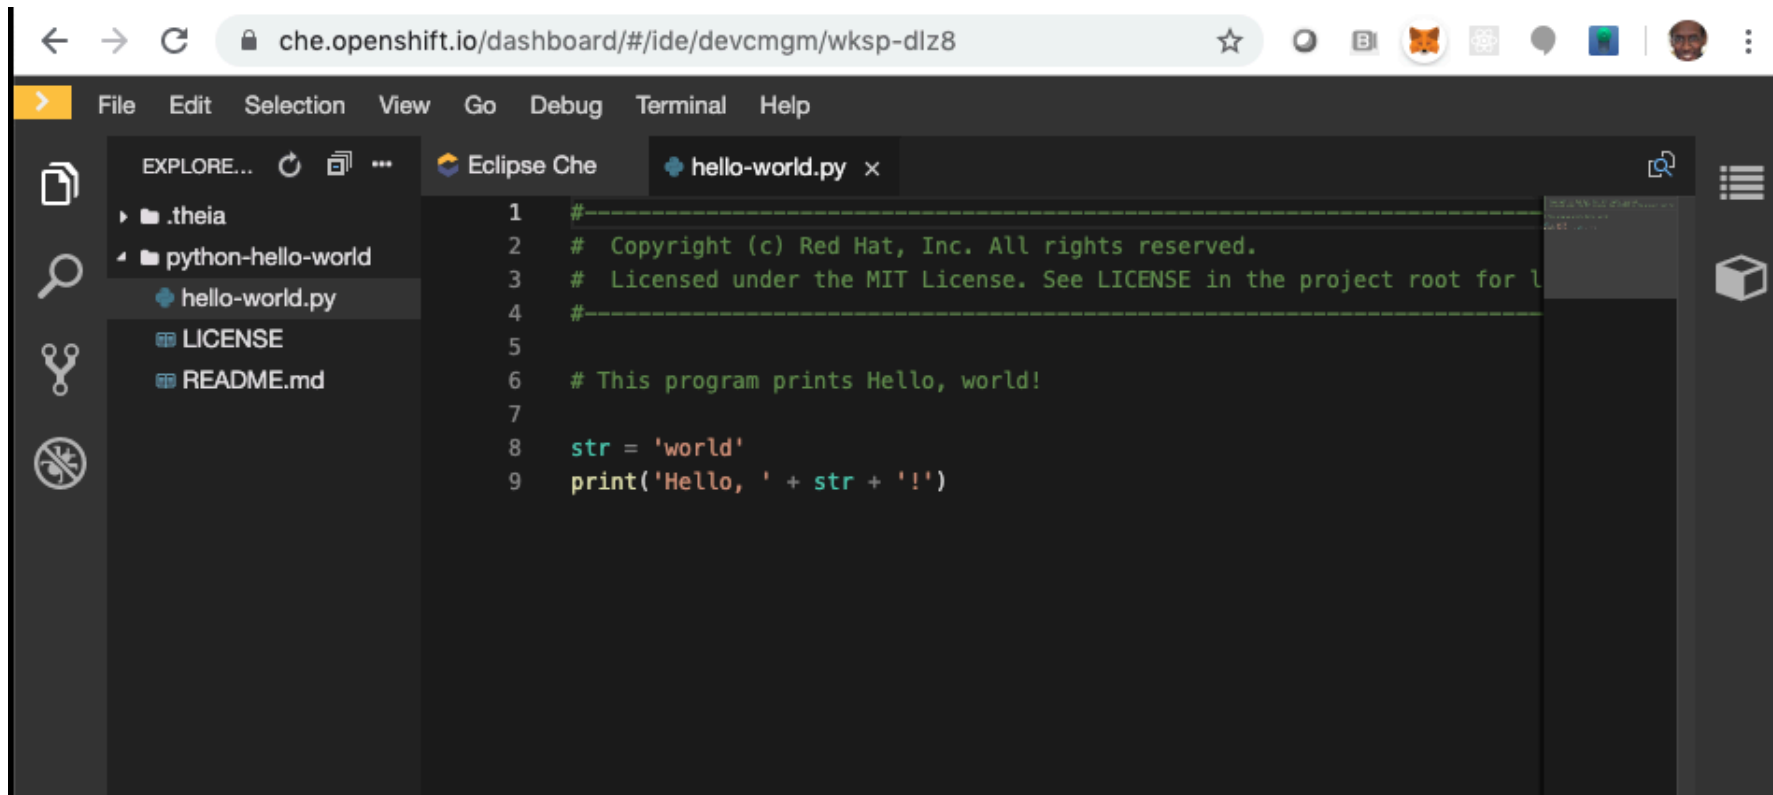 che.openshift.io/dashboard/#/ide/devcmgm/wksp-dlz8
File Edit Selection View Go Debug Terminal Help
EXPLORE...
Eclipse Che
hello-world.py ×
.theia
python-hello-world
hello-world.py
LICENSE
README.md
1 #------------------------------------------------------------------------
2 #  Copyright (c) Red Hat, Inc. All rights reserved.
3 #  Licensed under the MIT License. See LICENSE in the project root for l
4 #------------------------------------------------------------------------
5
6 # This program prints Hello, world!
7
8 str = 'world'
9 print('Hello, ' + str + '!')